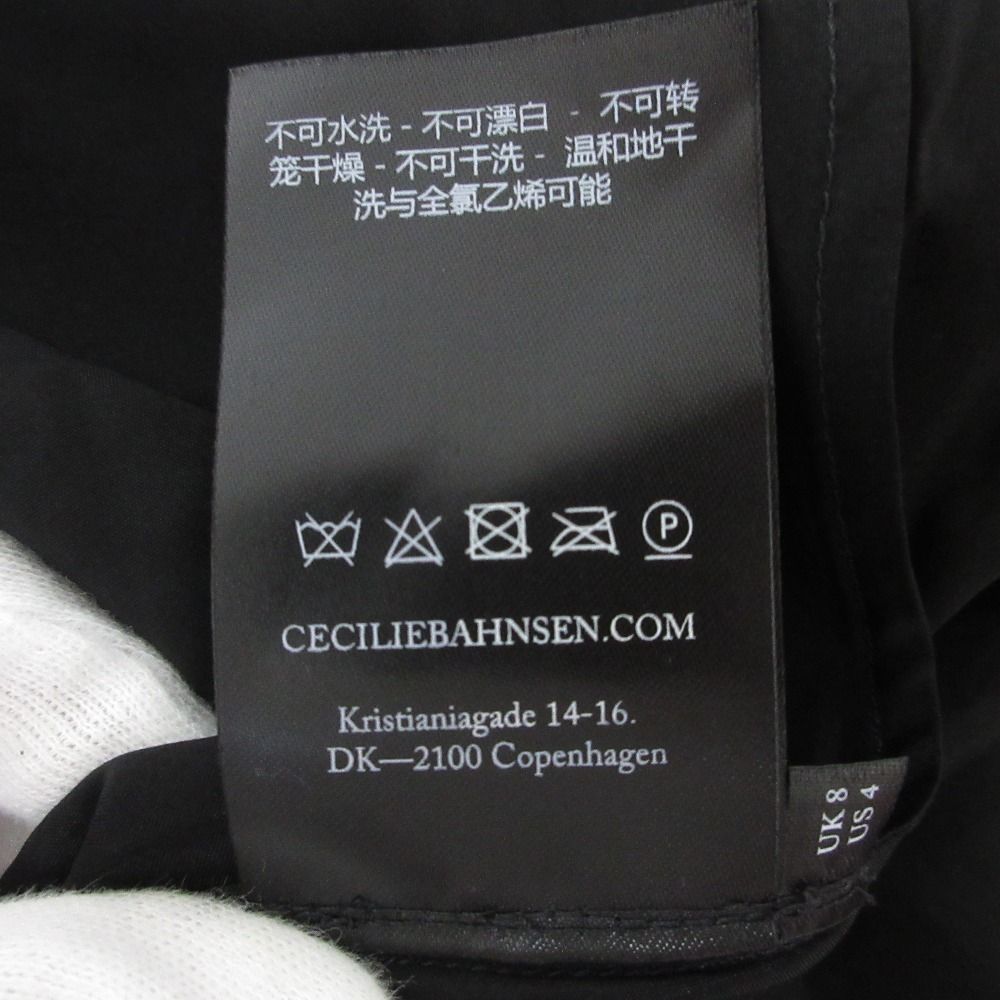 不可水洗 - 不可漂白 - 不可转
笼干燥 - 不可干洗 - 温和地干
洗与全氯乙烯可能
P
CECILIEBAHNSEN.COM
Kristianiagade 14-16.
DK—2100 Copenhagen
UK 8
US 4